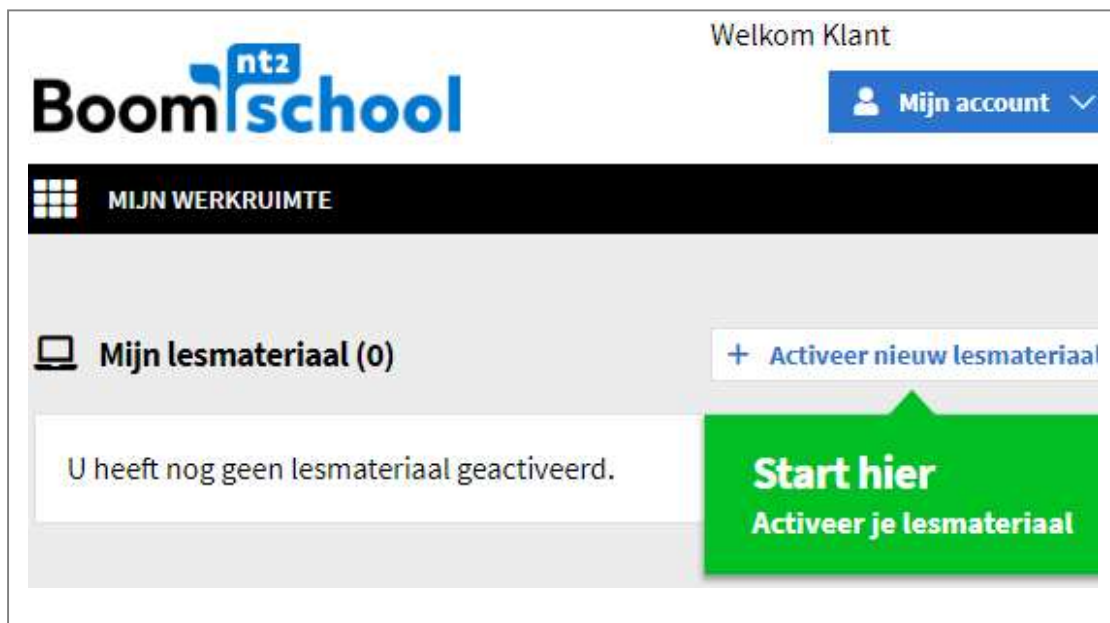 Welkom Klant
Boom nt2 school
Mijn account
MIJN WERKRUIMTE
Mijn lesmateriaal (0)
+ Activeer nieuw lesmateriaal
U heeft nog geen lesmateriaal geactiveerd.
Start hier
Activeer je lesmateriaal